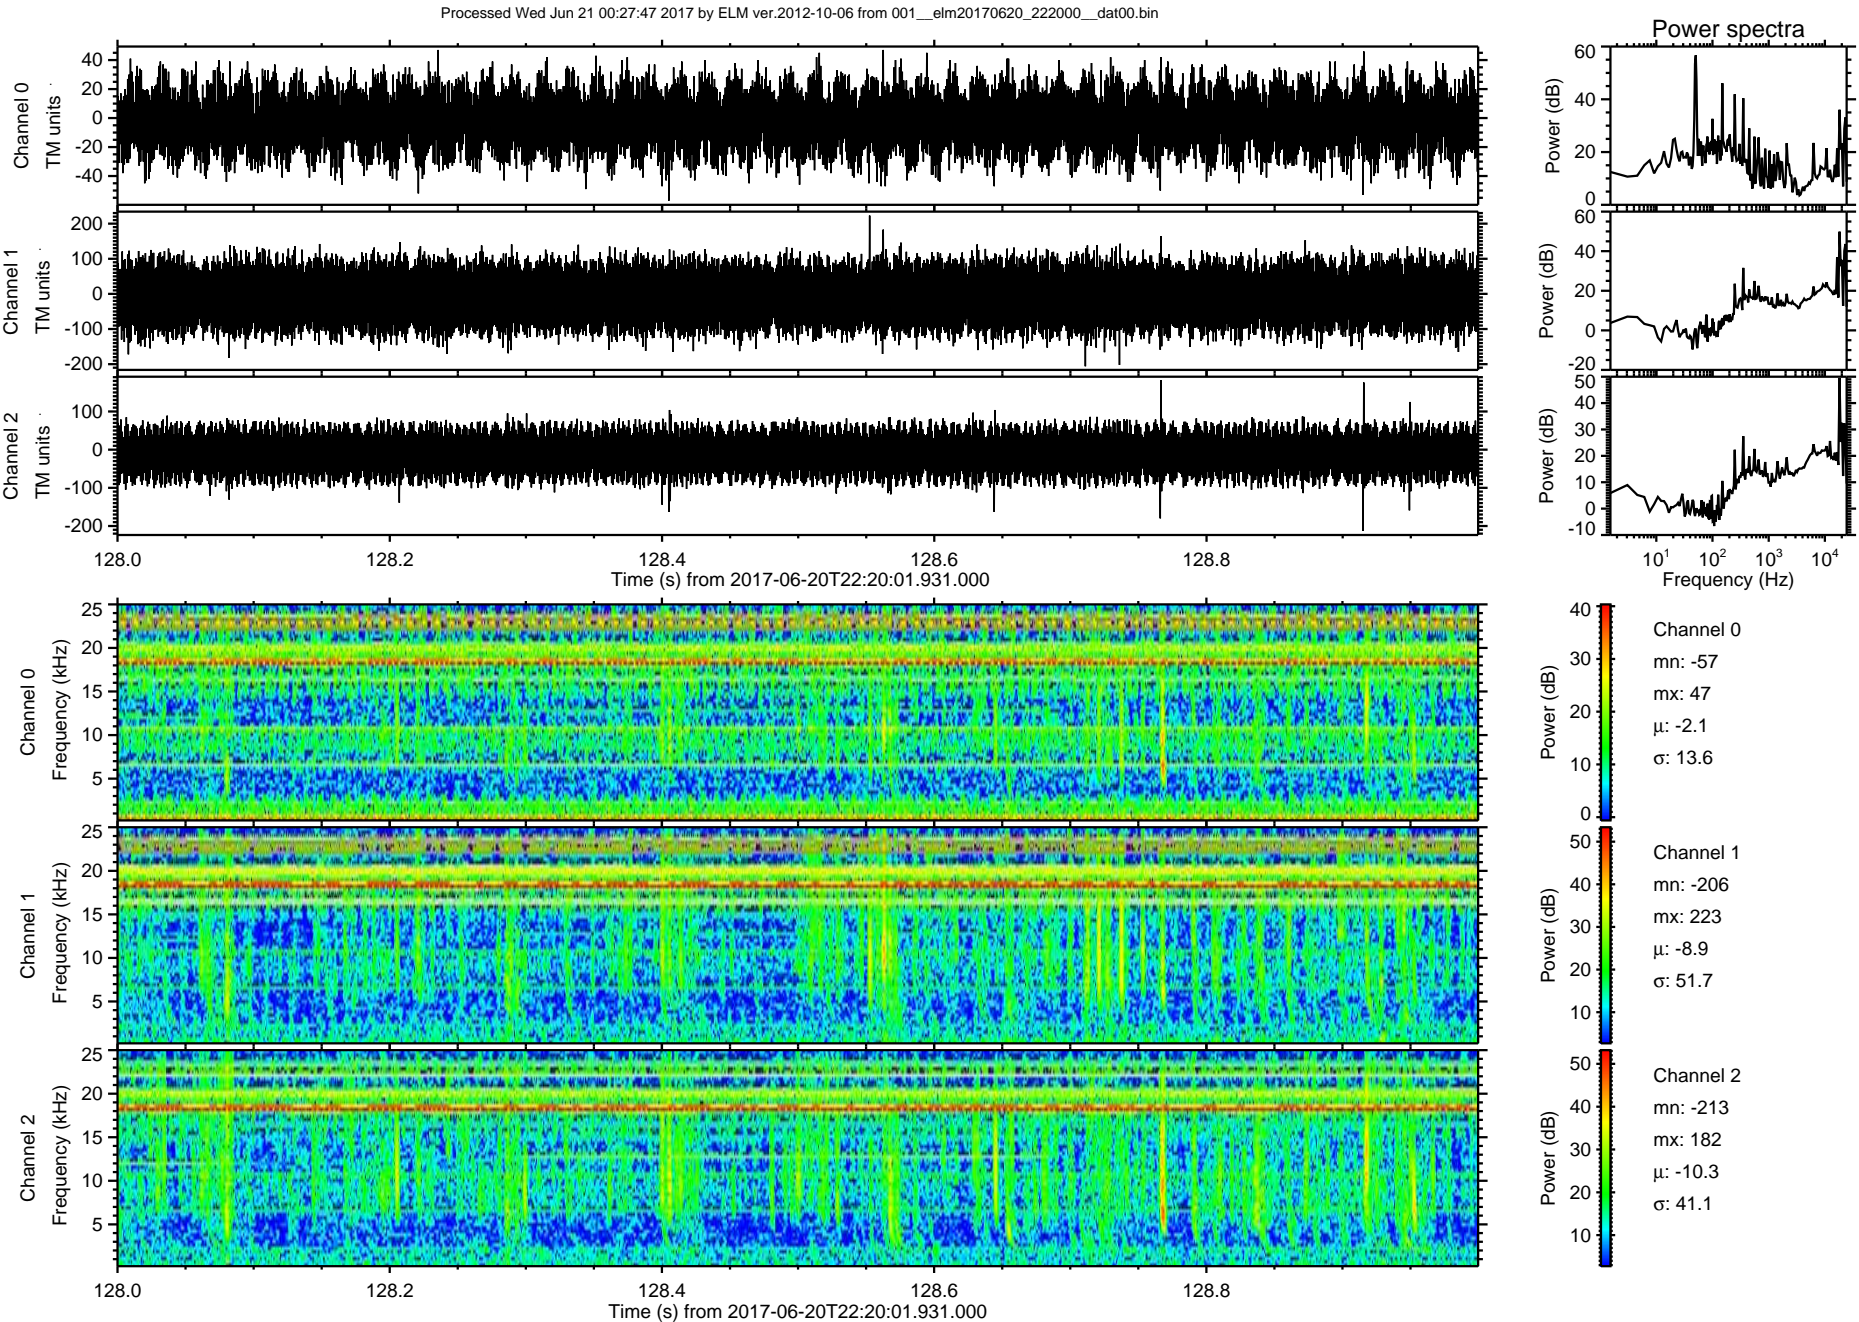 Processed Wed Jun 21 00:27:47 2017 by ELM ver.2012-10-06 from 001__elm20170620_222000__dat00.bin
Power spectra
Channel 0
TM units
40
20
0
-20
-40
Power (dB)
60
40
20
0
Channel 1
TM units
200
100
0
-100
-200
Power (dB)
60
40
20
0
-20
Channel 2
TM units
100
0
-100
-200
Power (dB)
50
40
30
20
10
0
-10
128.0 128.2 128.4 128.6 128.8
Time (s) from 2017-06-20T22:20:01.931.000
10¹ 10² 10³ 10⁴
Frequency (Hz)
Channel 0
Frequency (kHz)
25
20
15
10
5
Power (dB)
40
30
20
10
0
Channel 0
mn: -57
mx: 47
μ: -2.1
σ: 13.6
Channel 1
Frequency (kHz)
25
20
15
10
5
Power (dB)
50
40
30
20
10
Channel 1
mn: -206
mx: 223
μ: -8.9
σ: 51.7
Channel 2
Frequency (kHz)
25
20
15
10
5
Power (dB)
50
40
30
20
10
Channel 2
mn: -213
mx: 182
μ: -10.3
σ: 41.1
128.0 128.2 128.4 128.6 128.8
Time (s) from 2017-06-20T22:20:01.931.000